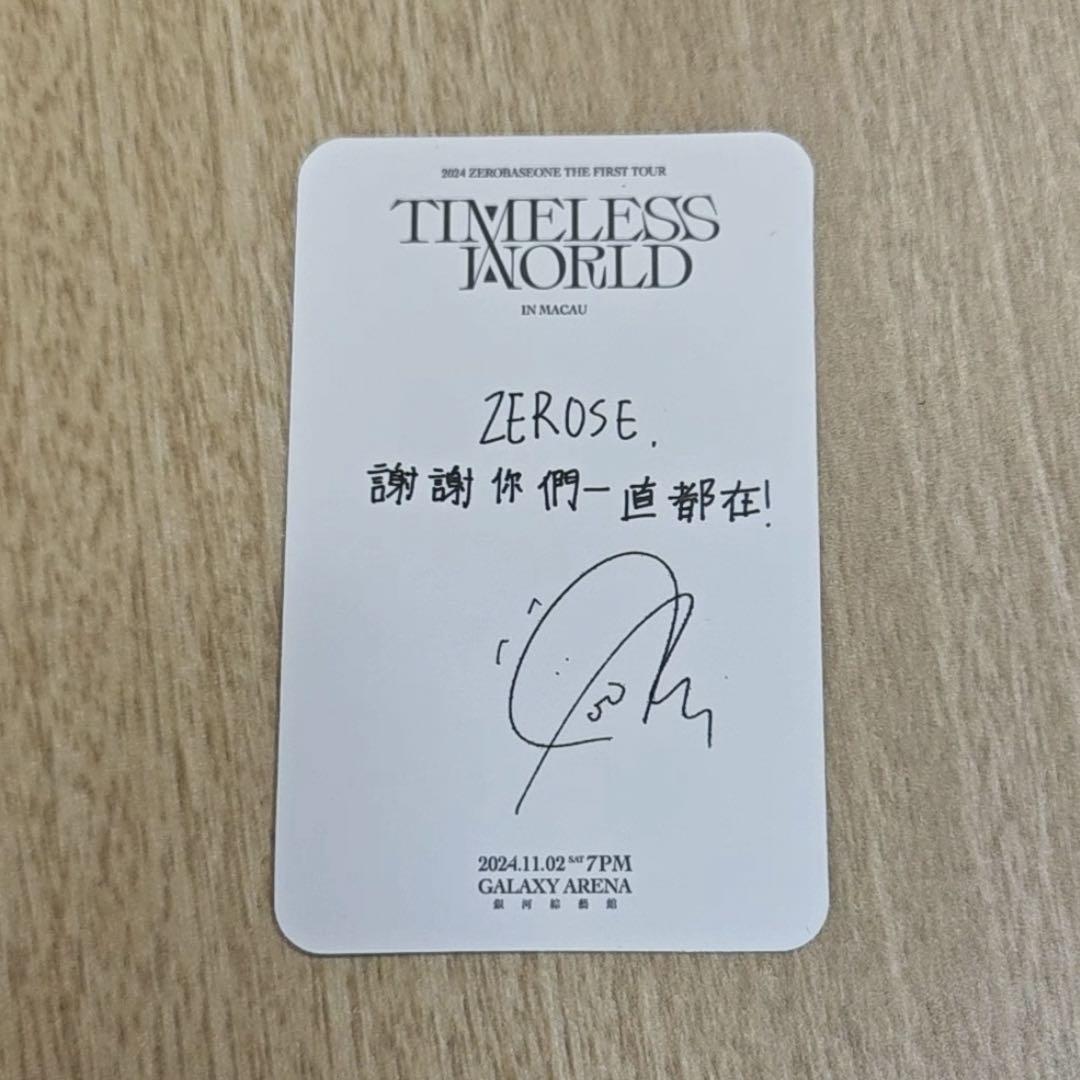 2024 ZEROBASEONE THE FIRST TOUR
TIMELESS
WORLD
IN MACAU
ZEROSE.
謝謝你們一直都在!
2024.11.02 SAT 7PM
GALAXY ARENA
銀河綜藝館